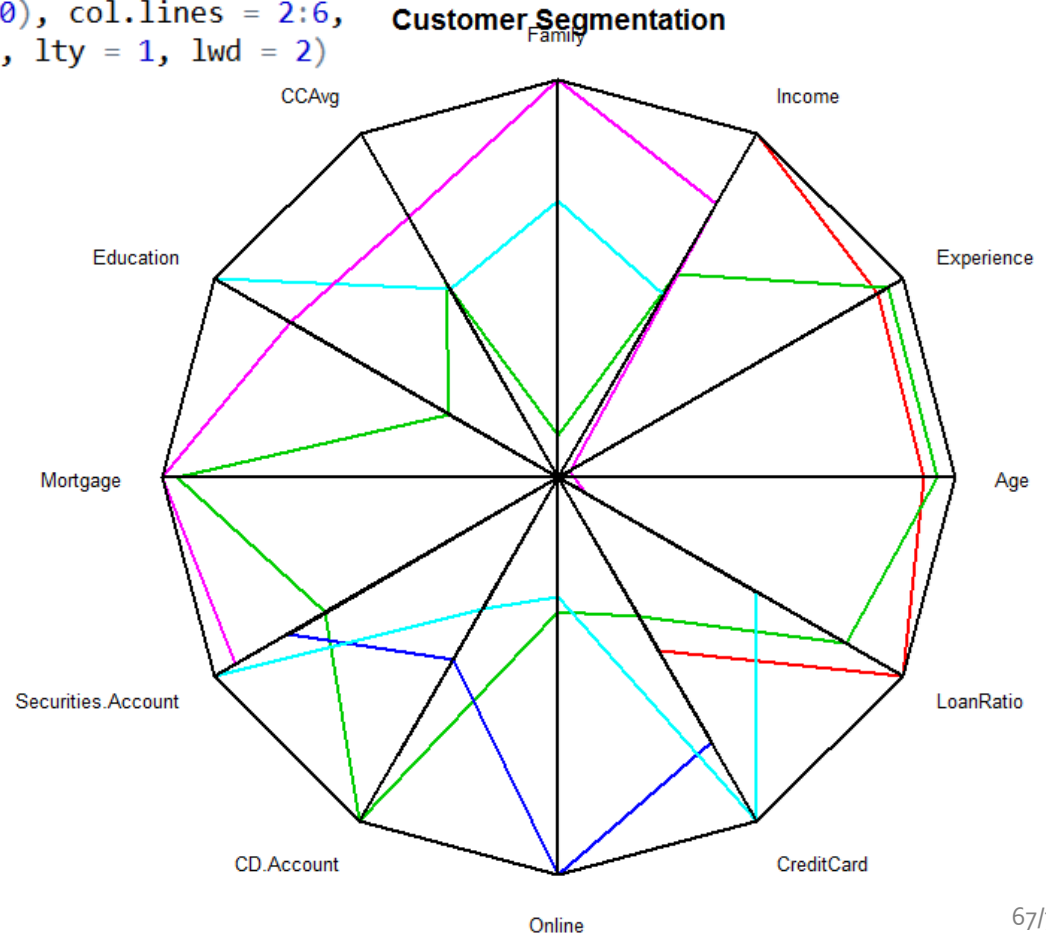 0), col.lines = 2:6,
, lty = 1, lwd = 2)
Customer Segmentation
Family
CCAvg
Income
Education
Experience
Mortgage
Age
Securities.Account
LoanRatio
CD.Account
CreditCard
Online
67/